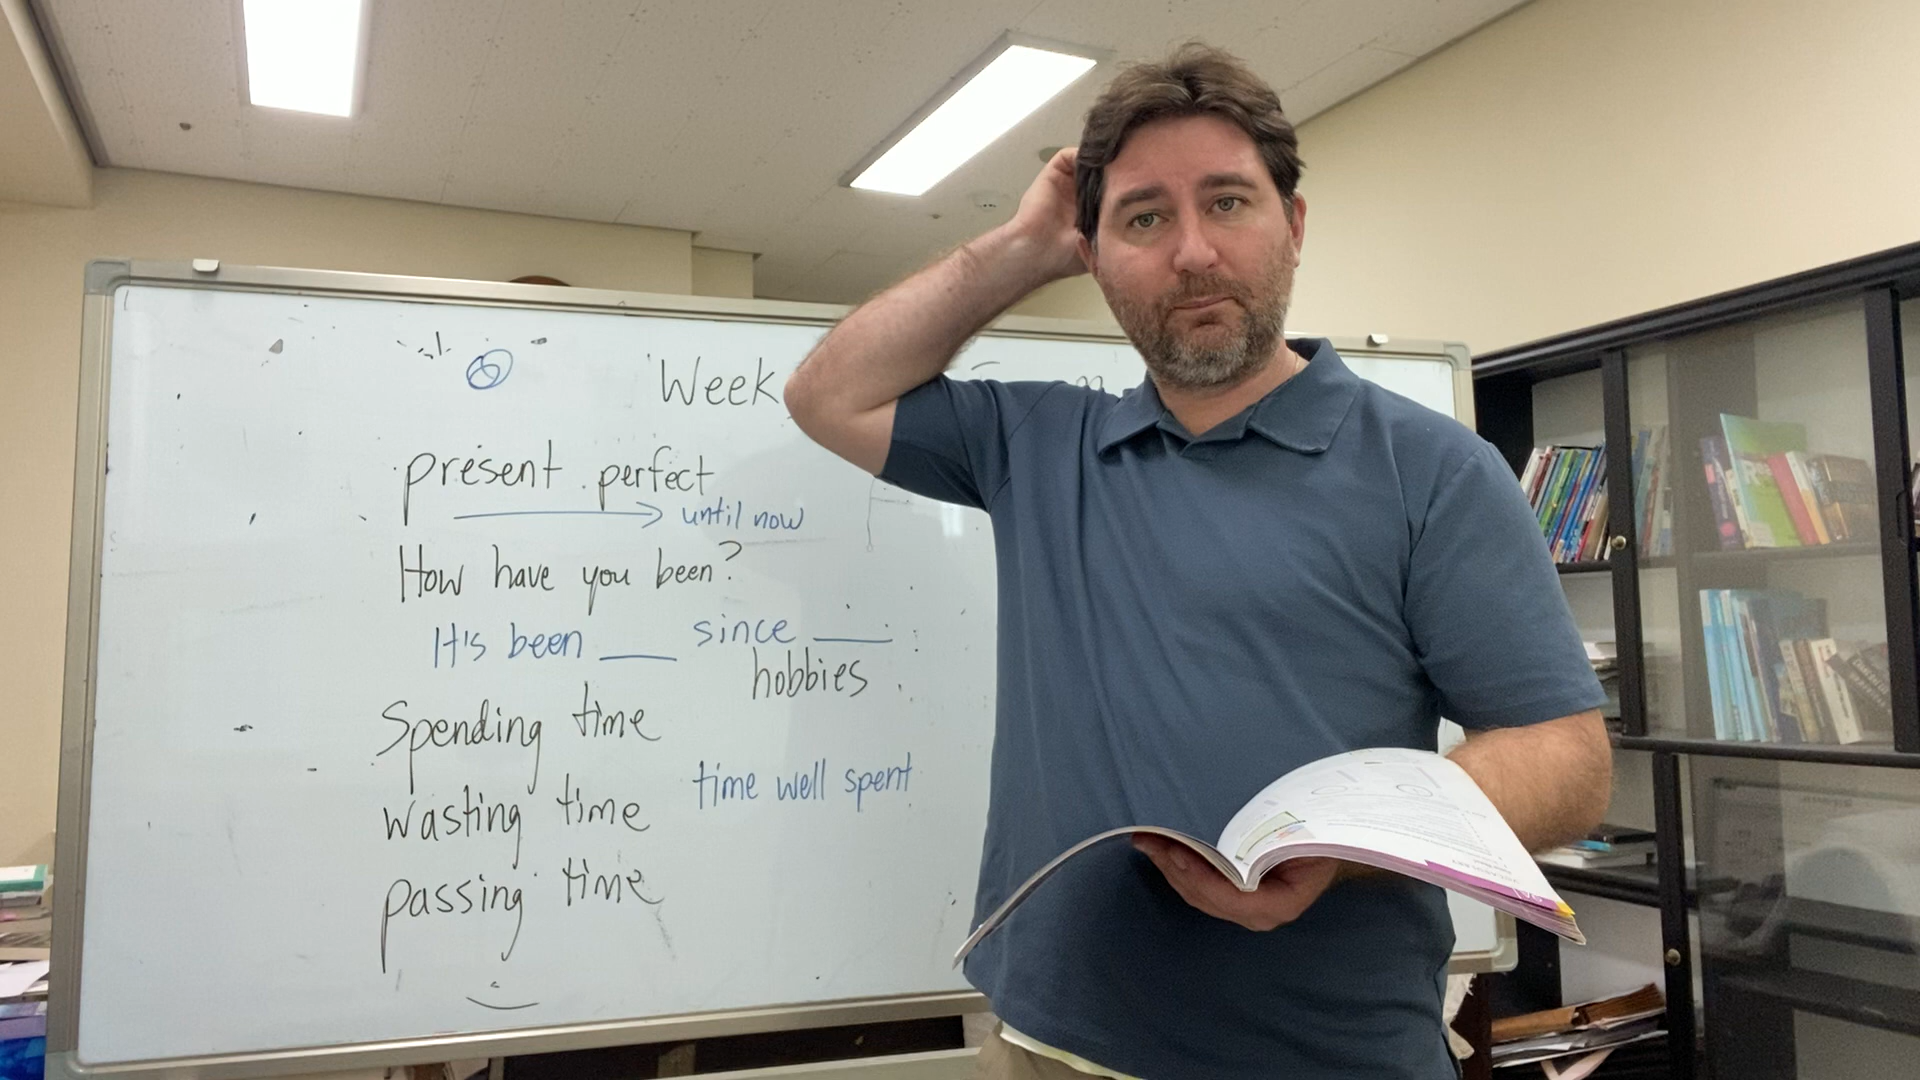 Week
present perfect
until now
How have you been?
It's been ___ since ___
hobbies
Spending time
time well spent
wasting time
passing time